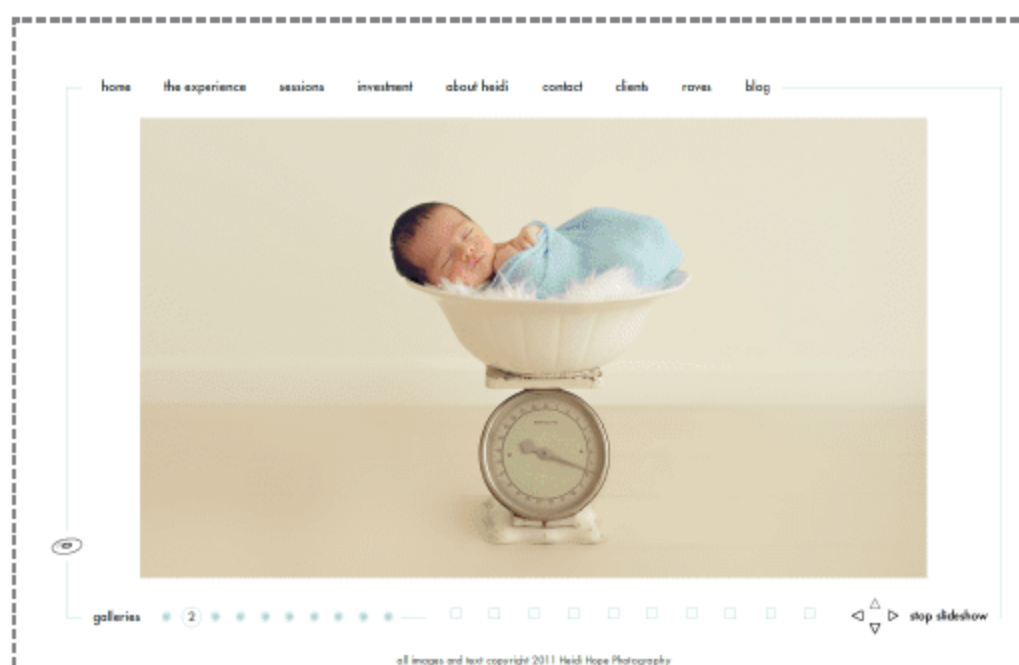 home the experience sessions investment about heidi contact clients raves blog
galleries 2 stop slideshow
all images and text copyright 2011 Heidi Hope Photography